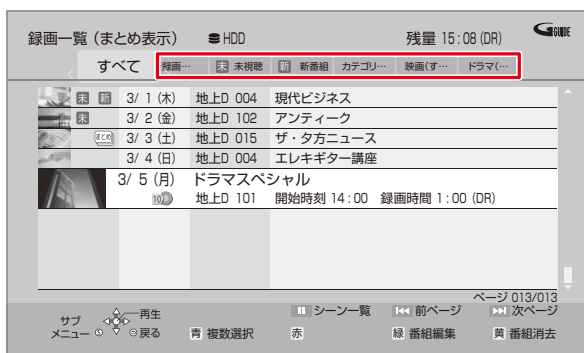 録画一覧 (まとめ表示) HDD 残量 15:08 (DR) G GUIDE
すべて 録画… 未 未視聴 新 新番組 カテゴリ… 映画(す… ドラマ(…
未 新 3/ 1 (木) 地上D 004 現代ビジネス
未 3/ 2 (金) 地上D 102 アンティーク
まとめ 3/ 3 (土) 地上D 015 ザ・夕方ニュース
3/ 4 (日) 地上D 004 エレキギター講座
3/ 5 (月) ドラマスペシャル
10 地上D 101 開始時刻 14:00 録画時間 1:00 (DR)
ページ 013/013
サブメニュー S 再生 戻る 青 複数選択 シーン一覧 赤 前ページ 緑 番組編集 次ページ 黄 番組消去